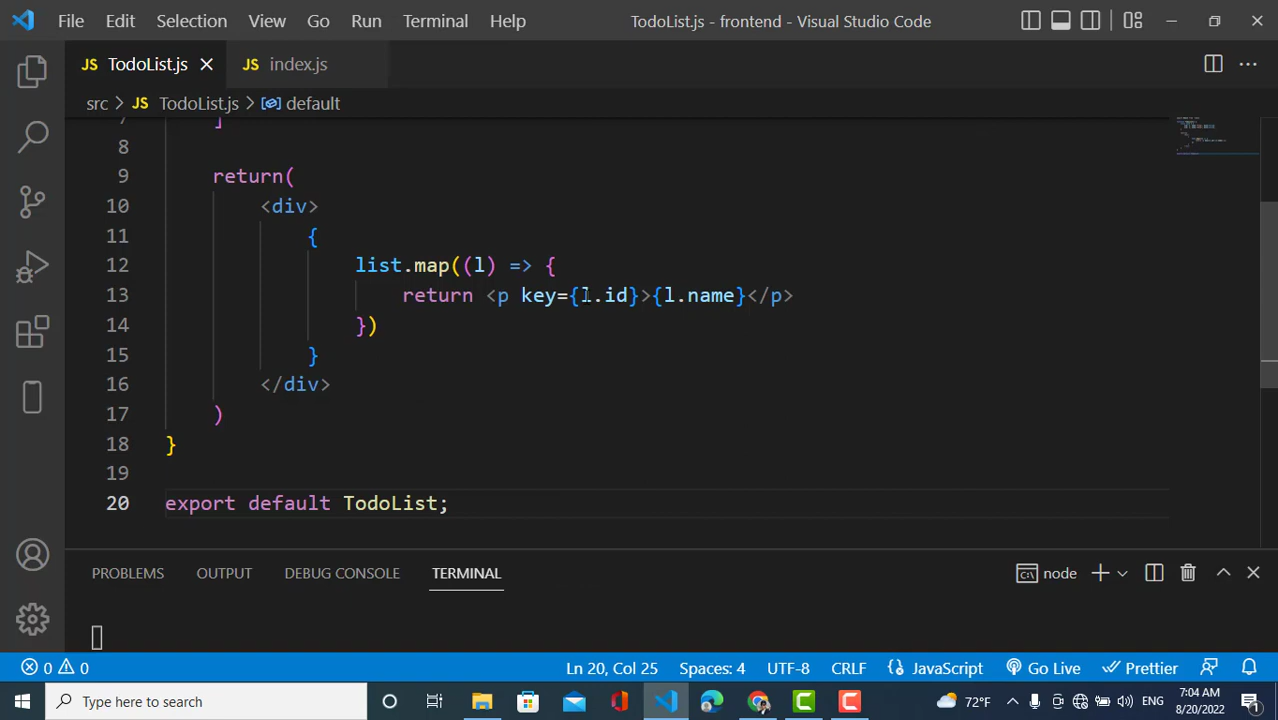 File Edit Selection View Go Run Terminal Help TodoList.js - frontend - Visual Studio Code
JS TodoList.js JS index.js
src > JS TodoList.js > default
7 ]
8
9 return(
10 <div>
11 {
12 list.map((l) => {
13 return <p key={l.id}>{l.name}</p>
14 })
15 }
16 </div>
17 )
18 }
19
20 export default TodoList;
PROBLEMS OUTPUT DEBUG CONSOLE TERMINAL node
0 0 Ln 20, Col 25 Spaces: 4 UTF-8 CRLF JavaScript Go Live Prettier
Type here to search 72°F ENG 7:04 AM
8/20/2022 1